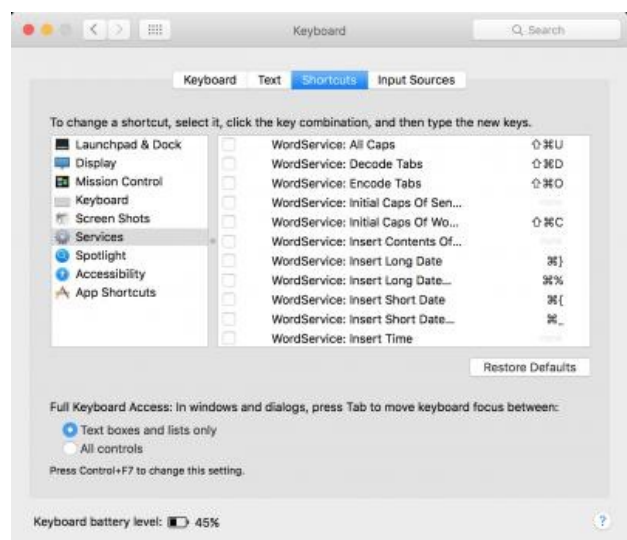 Keyboard
Search
Keyboard Text Shortcuts Input Sources
To change a shortcut, select it, click the key combination, and then type the new keys.
Launchpad & Dock
Display
Mission Control
Keyboard
Screen Shots
Services
Spotlight
Accessibility
App Shortcuts
WordService: All Caps ⇧⌘U
WordService: Decode Tabs ⇧⌘D
WordService: Encode Tabs ⇧⌘O
WordService: Initial Caps Of Sen...
WordService: Initial Caps Of Wo... ⇧⌘C
WordService: Insert Contents Of...
WordService: Insert Long Date ⌘}
WordService: Insert Long Date... ⌘%
WordService: Insert Short Date ⌘{
WordService: Insert Short Date... ⌘_
WordService: Insert Time
Restore Defaults
Full Keyboard Access: In windows and dialogs, press Tab to move keyboard focus between:
Text boxes and lists only
All controls
Press Control+F7 to change this setting.
Keyboard battery level: 45%
?